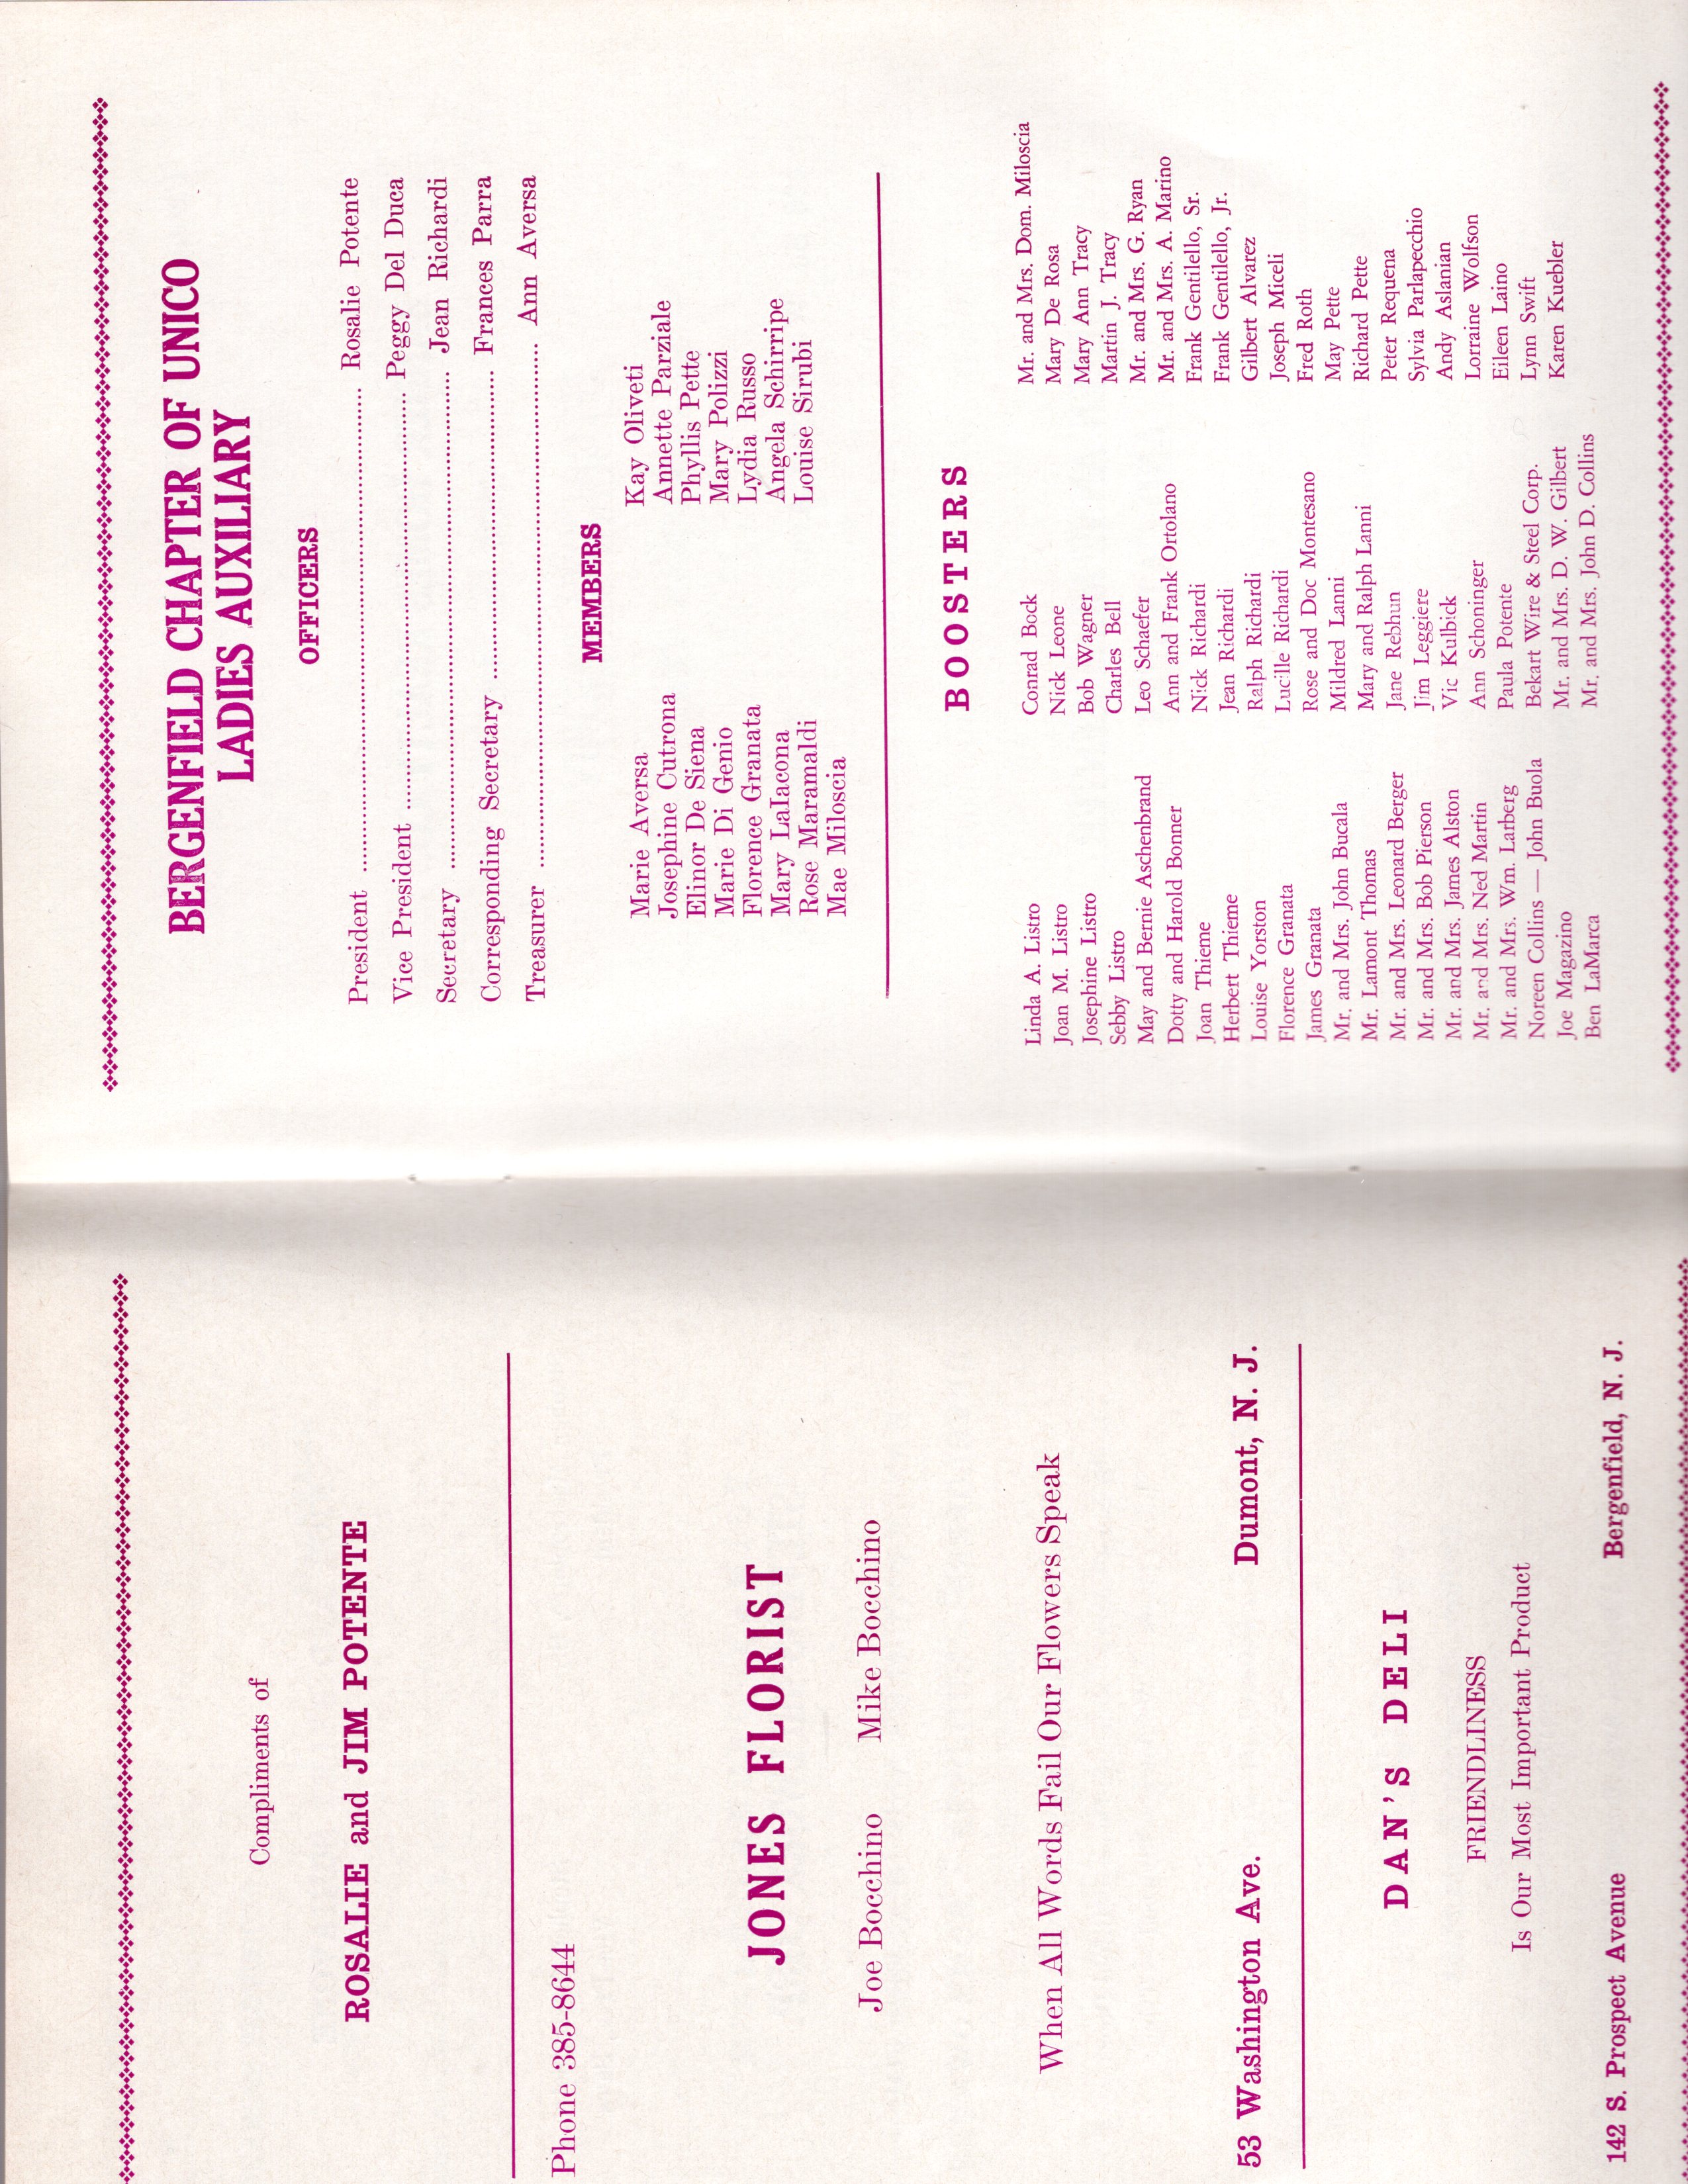 Compliments of
ROSALIE and JIM POTENTE
Phone 385-8644
JONES FLORIST
Joe Bocchino Mike Bocchino
When All Words Fail Our Flowers Speak
53 Washington Ave. Dumont, N. J.
DAN'S DELI
FRIENDLINESS
Is Our Most Important Product
142 S. Prospect Avenue Bergenfield, N. J.
BERGENFIELD CHAPTER OF UNICO
LADIES AUXILIARY
OFFICERS
President Rosalie Potente
Vice President Peggy Del Duca
Secretary Jean Richardi
Corresponding Secretary Frances Parra
Treasurer Ann Aversa
MEMBERS
Marie Aversa
Josephine Cutrona
Elinor De Siena
Marie Di Genio
Florence Granata
Mary LaIacona
Rose Maramaldi
Mae Miloscia
Kay Oliveti
Annette Parziale
Phyllis Pette
Mary Polizzi
Lydia Russo
Angela Schirripe
Louise Sirubi
BOOSTERS
Linda A. Listro
Joan M. Listro
Josephine Listro
Sebby Listro
May and Bernie Aschenbrand
Dotty and Harold Bonner
Joan Thieme
Herbert Thieme
Louise Yorston
Florence Granata
James Granata
Mr. and Mrs. John Bucala
Mr. Lamont Thomas
Mr. and Mrs. Leonard Berger
Mr. and Mrs. Bob Pierson
Mr. and Mrs. James Alston
Mr. and Mrs. Ned Martin
Mr. and Mrs. Wm. Larberg
Noreen Collins — John Buola
Joe Magazino
Ben LaMarca
Conrad Bock
Nick Leone
Bob Wagner
Charles Bell
Leo Schaefer
Ann and Frank Ortolano
Nick Richardi
Jean Richardi
Ralph Richardi
Lucille Richardi
Rose and Doc Montesano
Mildred Lanni
Mary and Ralph Lanni
Jane Rebhun
Jim Leggiere
Vic Kulbick
Ann Schoninger
Paula Potente
Bekart Wire & Steel Corp.
Mr. and Mrs. D. W. Gilbert
Mr. and Mrs. John D. Collins
Mr. and Mrs. Dom. Miloscia
Mary De Rosa
Mary Ann Tracy
Martin J. Tracy
Mr. and Mrs. G. Ryan
Mr. and Mrs. A. Marino
Frank Gentilello, Sr.
Frank Gentilello, Jr.
Gilbert Alvarez
Joseph Miceli
Fred Roth
May Pette
Richard Pette
Peter Requena
Sylvia Parlapecchio
Andy Aslanian
Lorraine Wolfson
Eileen Laino
Lynn Swift
Karen Kuebler